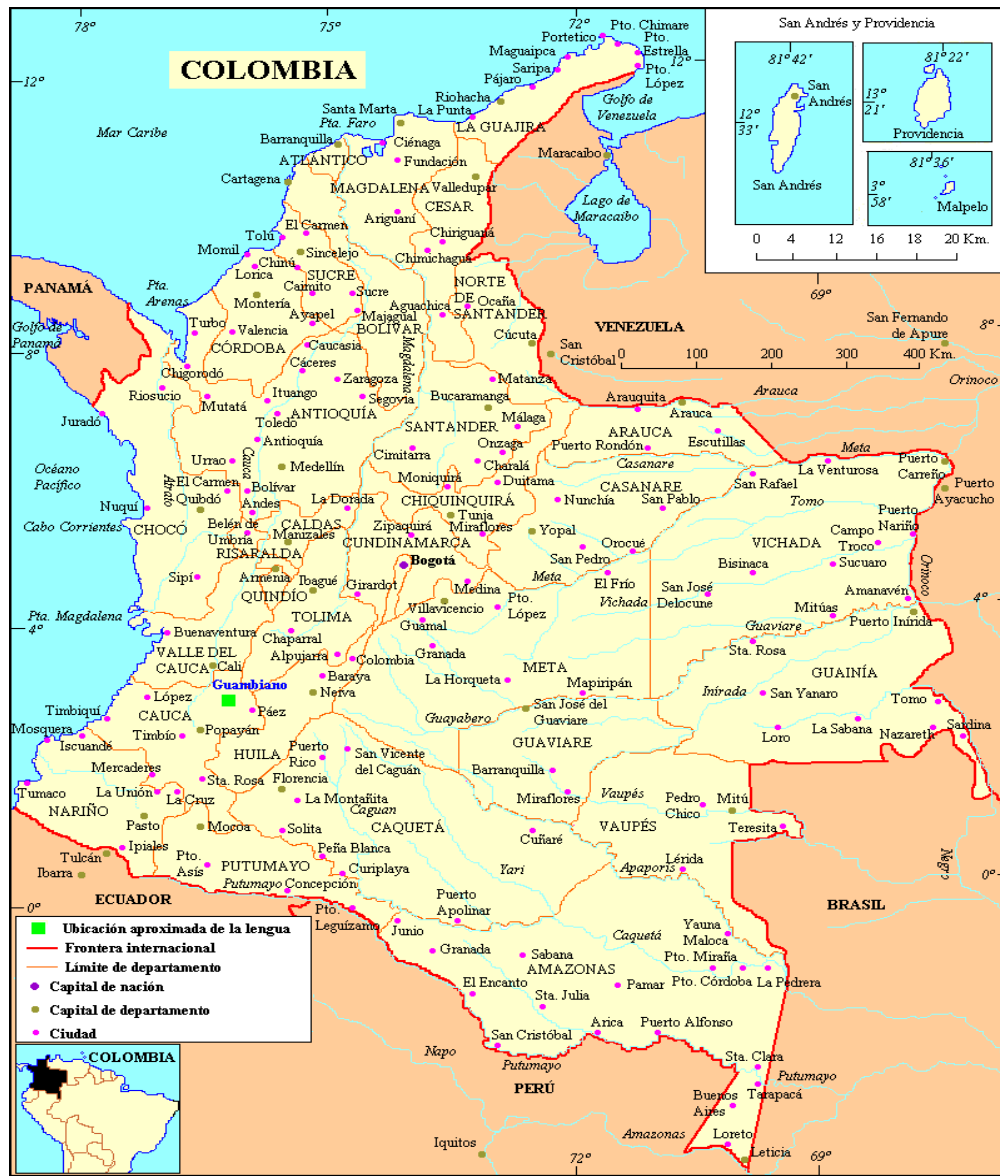 78°
75°
72°
COLOMBIA
12°
12°
Mar Caribe
Portetico
Pto. Chimare
Pto.
Estrella
Maguaipca
Saripa
Pto.
López
Pájaro
Riohacha
Golfo de
Venezuela
Santa Marta
La Punta
Pta. Faro
LA GUAJIRA
Barranquilla
Ciénaga
ATLÁNTICO
Fundación
Maracaibo
Cartagena
MAGDALENA
Valledupar
CESAR
Lago de
Maracaibo
Ariguaní
El Carmen
Tolú
Chiriguaná
Momil
Sincelejo
Chimichagua
Chinú
Lorica
SUCRE
PANAMÁ
Pta.
Arenas
Caimito
Sucre
NORTE
DE
SANTANDER
Montería
Aguachica
Ocaña
Golfo de
Panamá
Ayapel
Majagual
Turbo
Valencia
BOLÍVAR
CÓRDOBA
Caucasia
Cúcuta
San
Cristóbal
VENEZUELA
8°
8°
Magdalena
San Fernando
de Apure
0
100
200
300
400 Km.
Cáceres
Chigorodó
Zaragoza
Matanza
Orinoco
Riosucio
Mutatá
Ituango
Segovia
Bucaramanga
Arauca
Jurado
ANTIOQUÍA
Toledo
Málaga
Arauquita
Arauca
SANTANDER
ARAUCA
Antioquía
Onzaga
Puerto Rondón
Escutillas
Meta
Océano
Pacífico
Urrao
Cauca
Medellín
Cimitarra
Charalá
Casanare
San Rafael
La Venturosa
Puerto
Carreño
Puerto
Ayacucho
El Carmen
Atrato
Quibdó
Bolívar
Moniquirá
Duitama
CASANARE
Tomo
Nuquí
Andes
La Dorada
CHIQUINQUIRÁ
Nunchía
San Pablo
Cabo Corrientes
CHOCÓ
Belén de
Umbría
CALDAS
Manizales
Zipaquirá
Tunja
Miraflores
Yopal
Puerto
Nariño
CUNDINAMARCA
Orocué
VICHADA
Campo
Troco
RISARALDA
Bogotá
San Pedro
Sucuaro
Bisinaca
Sipí
Armenia
Ibagué
Girardot
Medina
Meta
El Frío
Orinoco
QUINDÍO
Villavicencio
Pto.
López
Vichada
San José
Delocune
Amanavén
4°
4°
Pta. Magdalena
TOLIMA
Guamal
Mitúas
Puerto Inírida
Buenaventura
Chaparral
Guaviare
VALLE DEL
CAUCA
Cali
Alpujarra
Colombia
Granada
Sta. Rosa
META
GUAINÍA
Guambiano
Baraya
La Horqueta
Mapiripán
Inírida
San Yanaro
López
Neiva
Tomo
Timbiquí
CAUCA
Páez
Guayabero
San José del
Guaviare
La Sabana
Mosquera
Iscuandé
Timbío
Popayán
Puerto
Rico
San Vicente
del Caguán
GUAVIARE
Loro
Nazareth
Sardina
HUILA
Mercaderes
Sta. Rosa
Florencia
Barranquilla
Tumaco
La Unión
La Cruz
La Montañita
Miraflores
Vaupés
Pedro
Chico
Mitú
NARIÑO
Caguan
Pasto
Mocoa
Solita
CAQUETÁ
Cuñaré
VAUPÉS
Teresita
Ipiales
Peña Blanca
Tulcán
Pto.
Asís
PUTUMAYO
Curiplaya
Yari
Apaporis
Lérida
Negro
Ibarra
Putumayo
Concepción
0°
0°
ECUADOR
Pto.
Leguízamo
Puerto
Apolinar
BRASIL
Junio
Caquetá
Yauna
Maloca
Granada
Sabana
Pto. Miraña
AMAZONAS
El Encanto
Pamar
Pto. Córdoba
La Pedrera
Sta. Julia
San Cristóbal
Arica
Puerto Alfonso
Napo
Putumayo
Sta. Clara
Putumayo
PERÚ
Tarapacá
Buenos
Aires
Iquitos
Amazonas
Loreto
Leticia
72°
69°
San Andrés y Providencia
81°42'
81°22'
12°
33'
San
Andrés
13°
21'
Providencia
81°36'
3°
58'
San Andrés
Malpelo
0
4
12
16
18
20 Km.
69°
Ubicación aproximada de la lengua
Frontera internacional
Límite de departamento
Capital de nación
Capital de departamento
Ciudad
COLOMBIA